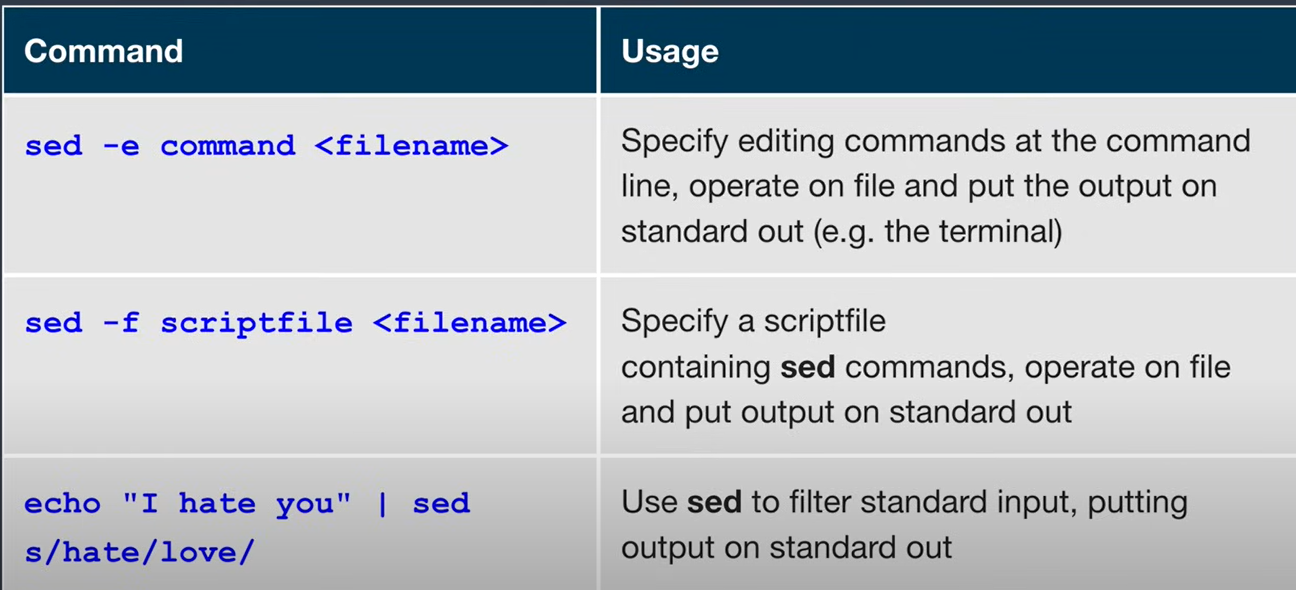 Command
Usage
sed -e command <filename>
Specify editing commands at the command
line, operate on file and put the output on
standard out (e.g. the terminal)
sed -f scriptfile <filename>
Specify a scriptfile
containing sed commands, operate on file
and put output on standard out
echo "I hate you" | sed
s/hate/love/
Use sed to filter standard input, putting
output on standard out